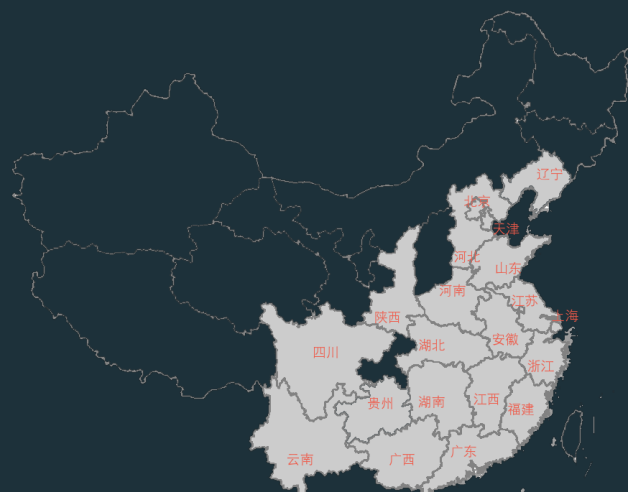 辽宁
北京
天津
河北
山东
河南
江苏
上海
陕西
安徽
湖北
四川
浙江
江西
湖南
贵州
福建
广东
云南
广西